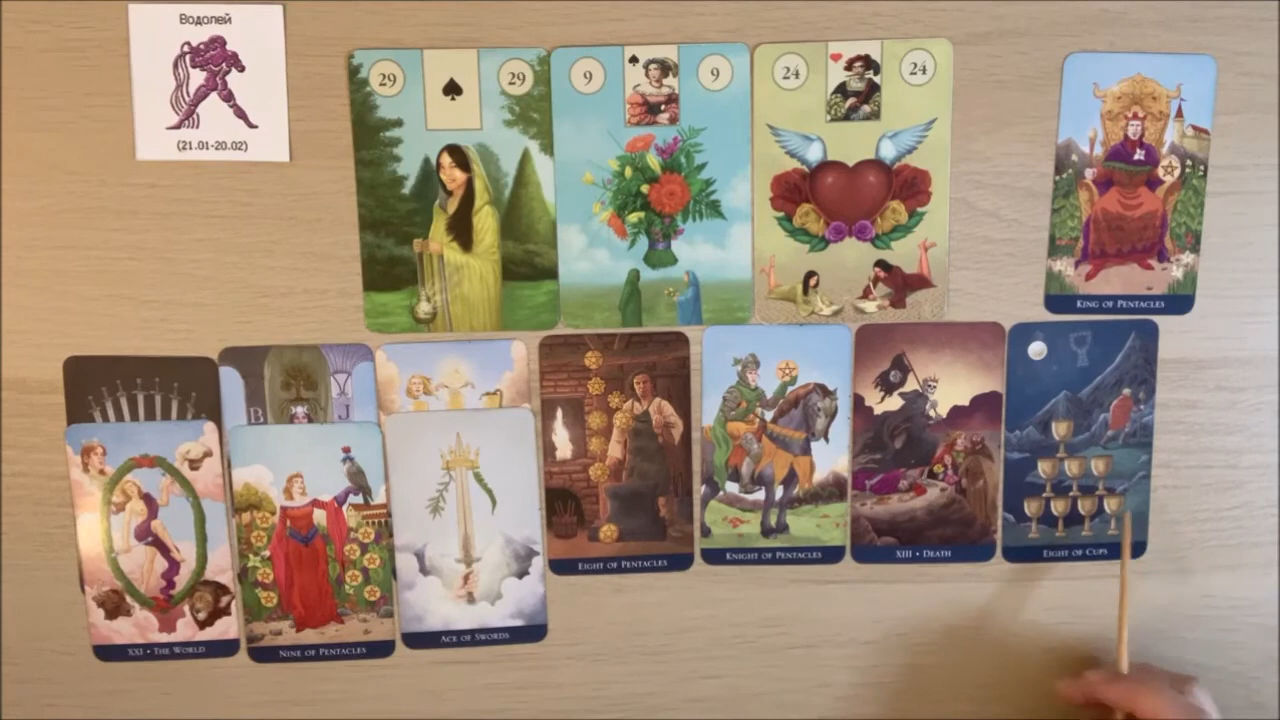 Водолей
(21.01-20.02)
29 29
9 9
24 24
KING OF PENTACLES
B J
EIGHT OF PENTACLES
KNIGHT OF PENTACLES
XIII • DEATH
EIGHT OF CUPS
XXI • THE WORLD
NINE OF PENTACLES
ACE OF SWORDS